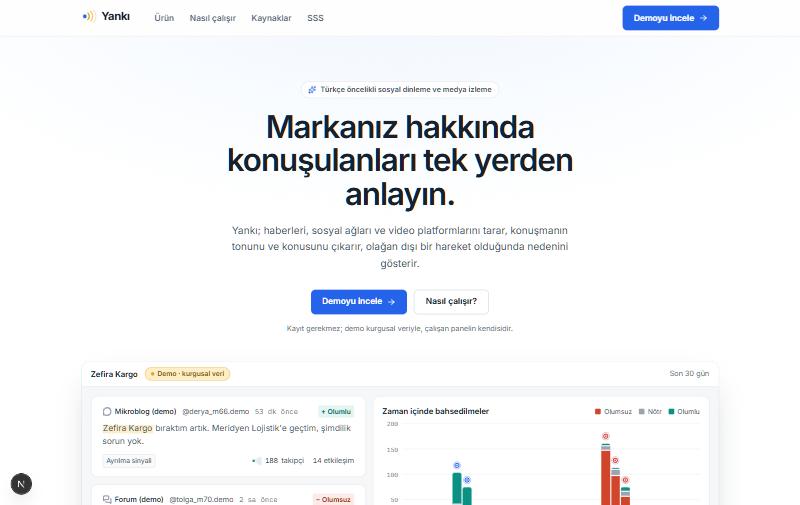 Yankı
Ürün Nasıl çalışır Kaynaklar SSS
Demoyu İncele →
Türkçe öncelikli sosyal dinleme ve medya izleme
Markanız hakkında
konuşulanları tek yerden
anlayın.
Yankı; haberleri, sosyal ağları ve video platformlarını tarar, konuşmanın
tonunu ve konusunu çıkarır, olağan dışı bir hareket olduğunda nedenini
gösterir.
Demoyu İncele → Nasıl çalışır?
Kayıt gerekmez; demo kurgusal veriyle, çalışan panelin kendisidir.
Zefira Kargo Demo · kurgusal veri
Son 30 gün
Mikroblog (demo) @derya_m66.demo 53 dk önce + Olumlu
Zefira Kargo bıraktım artık. Meridyen Lojistik'e geçtim, şimdilik
sorun yok.
Ayrılma sinyali 188 takipçi 14 etkileşim
Forum (demo) @tolga_m70.demo 2 sa önce − Olumsuz
Zaman içinde bahsedilmeler
Olumsuz Nötr Olumlu
200
150
100
50
N